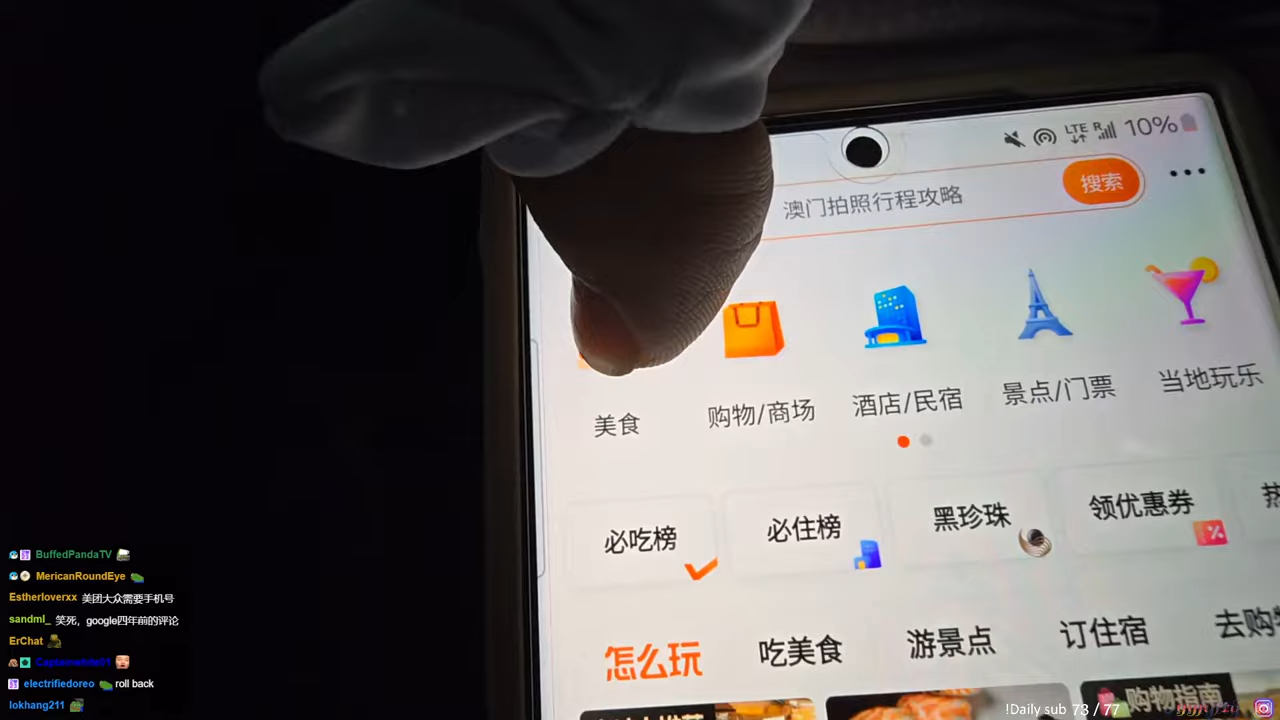 LTE R 10%
澳门拍照行程攻略 搜索
美食 购物/商场 酒店/民宿 景点/门票 当地玩乐
必吃榜 必住榜 黑珍珠 领优惠券 热
怎么玩 吃美食 游景点 订住宿 去购物
购物指南
BuffedPandaTV
MericanRoundEye
Estherloverxx 美团大众需要手机号
sandml_ 笑死，google四年前的评论
ErChat
electrifiedoreo roll back
lokhang211
!Daily sub 73 / 77